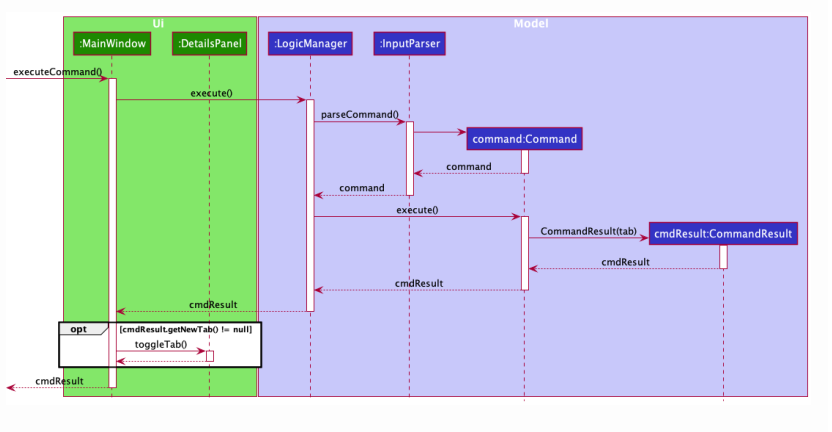 Ui
Model
:MainWindow
:DetailsPanel
:LogicManager
:InputParser
executeCommand()
execute()
parseCommand()
command:Command
command
command
execute()
CommandResult(tab)
cmdResult:CommandResult
cmdResult
cmdResult
cmdResult
opt
[cmdResult.getNewTab() != null]
toggleTab()
cmdResult